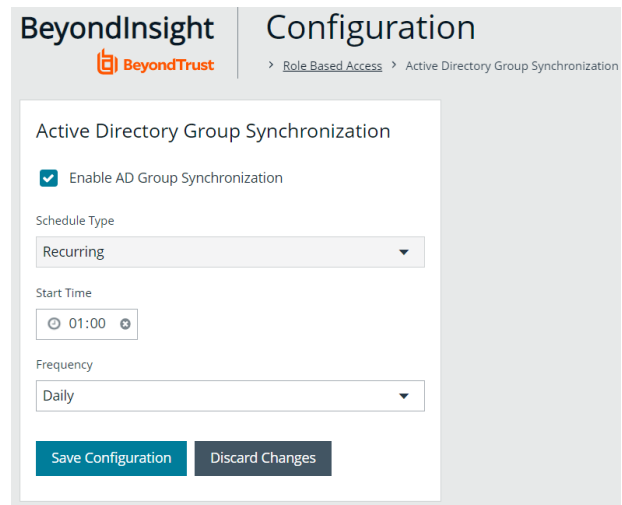 BeyondInsight
BeyondTrust
Configuration
> Role Based Access > Active Directory Group Synchronization
Active Directory Group Synchronization
Enable AD Group Synchronization
Schedule Type
Recurring
Start Time
01:00
Frequency
Daily
Save Configuration Discard Changes